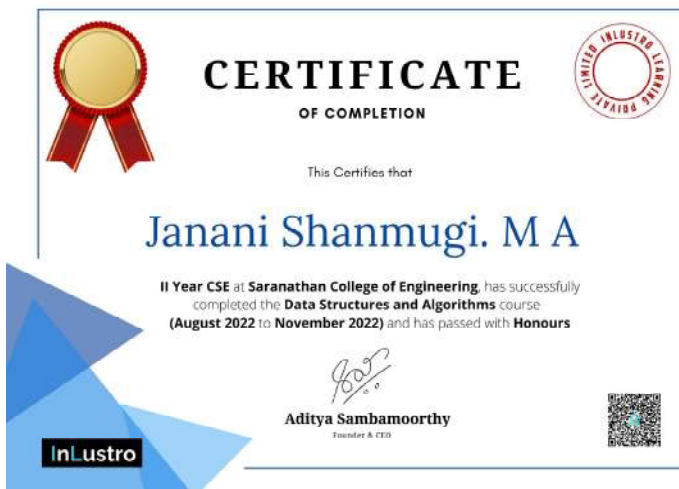 CERTIFICATE
OF COMPLETION
INLUSTRO LEARNING PRIVATE LIMITED
This Certifies that
Janani Shanmugi. M A
II Year CSE at Saranathan College of Engineering, has successfully
completed the Data Structures and Algorithms course
(August 2022 to November 2022) and has passed with Honours
Aditya Sambamoorthy
Founder & CEO
InLustro